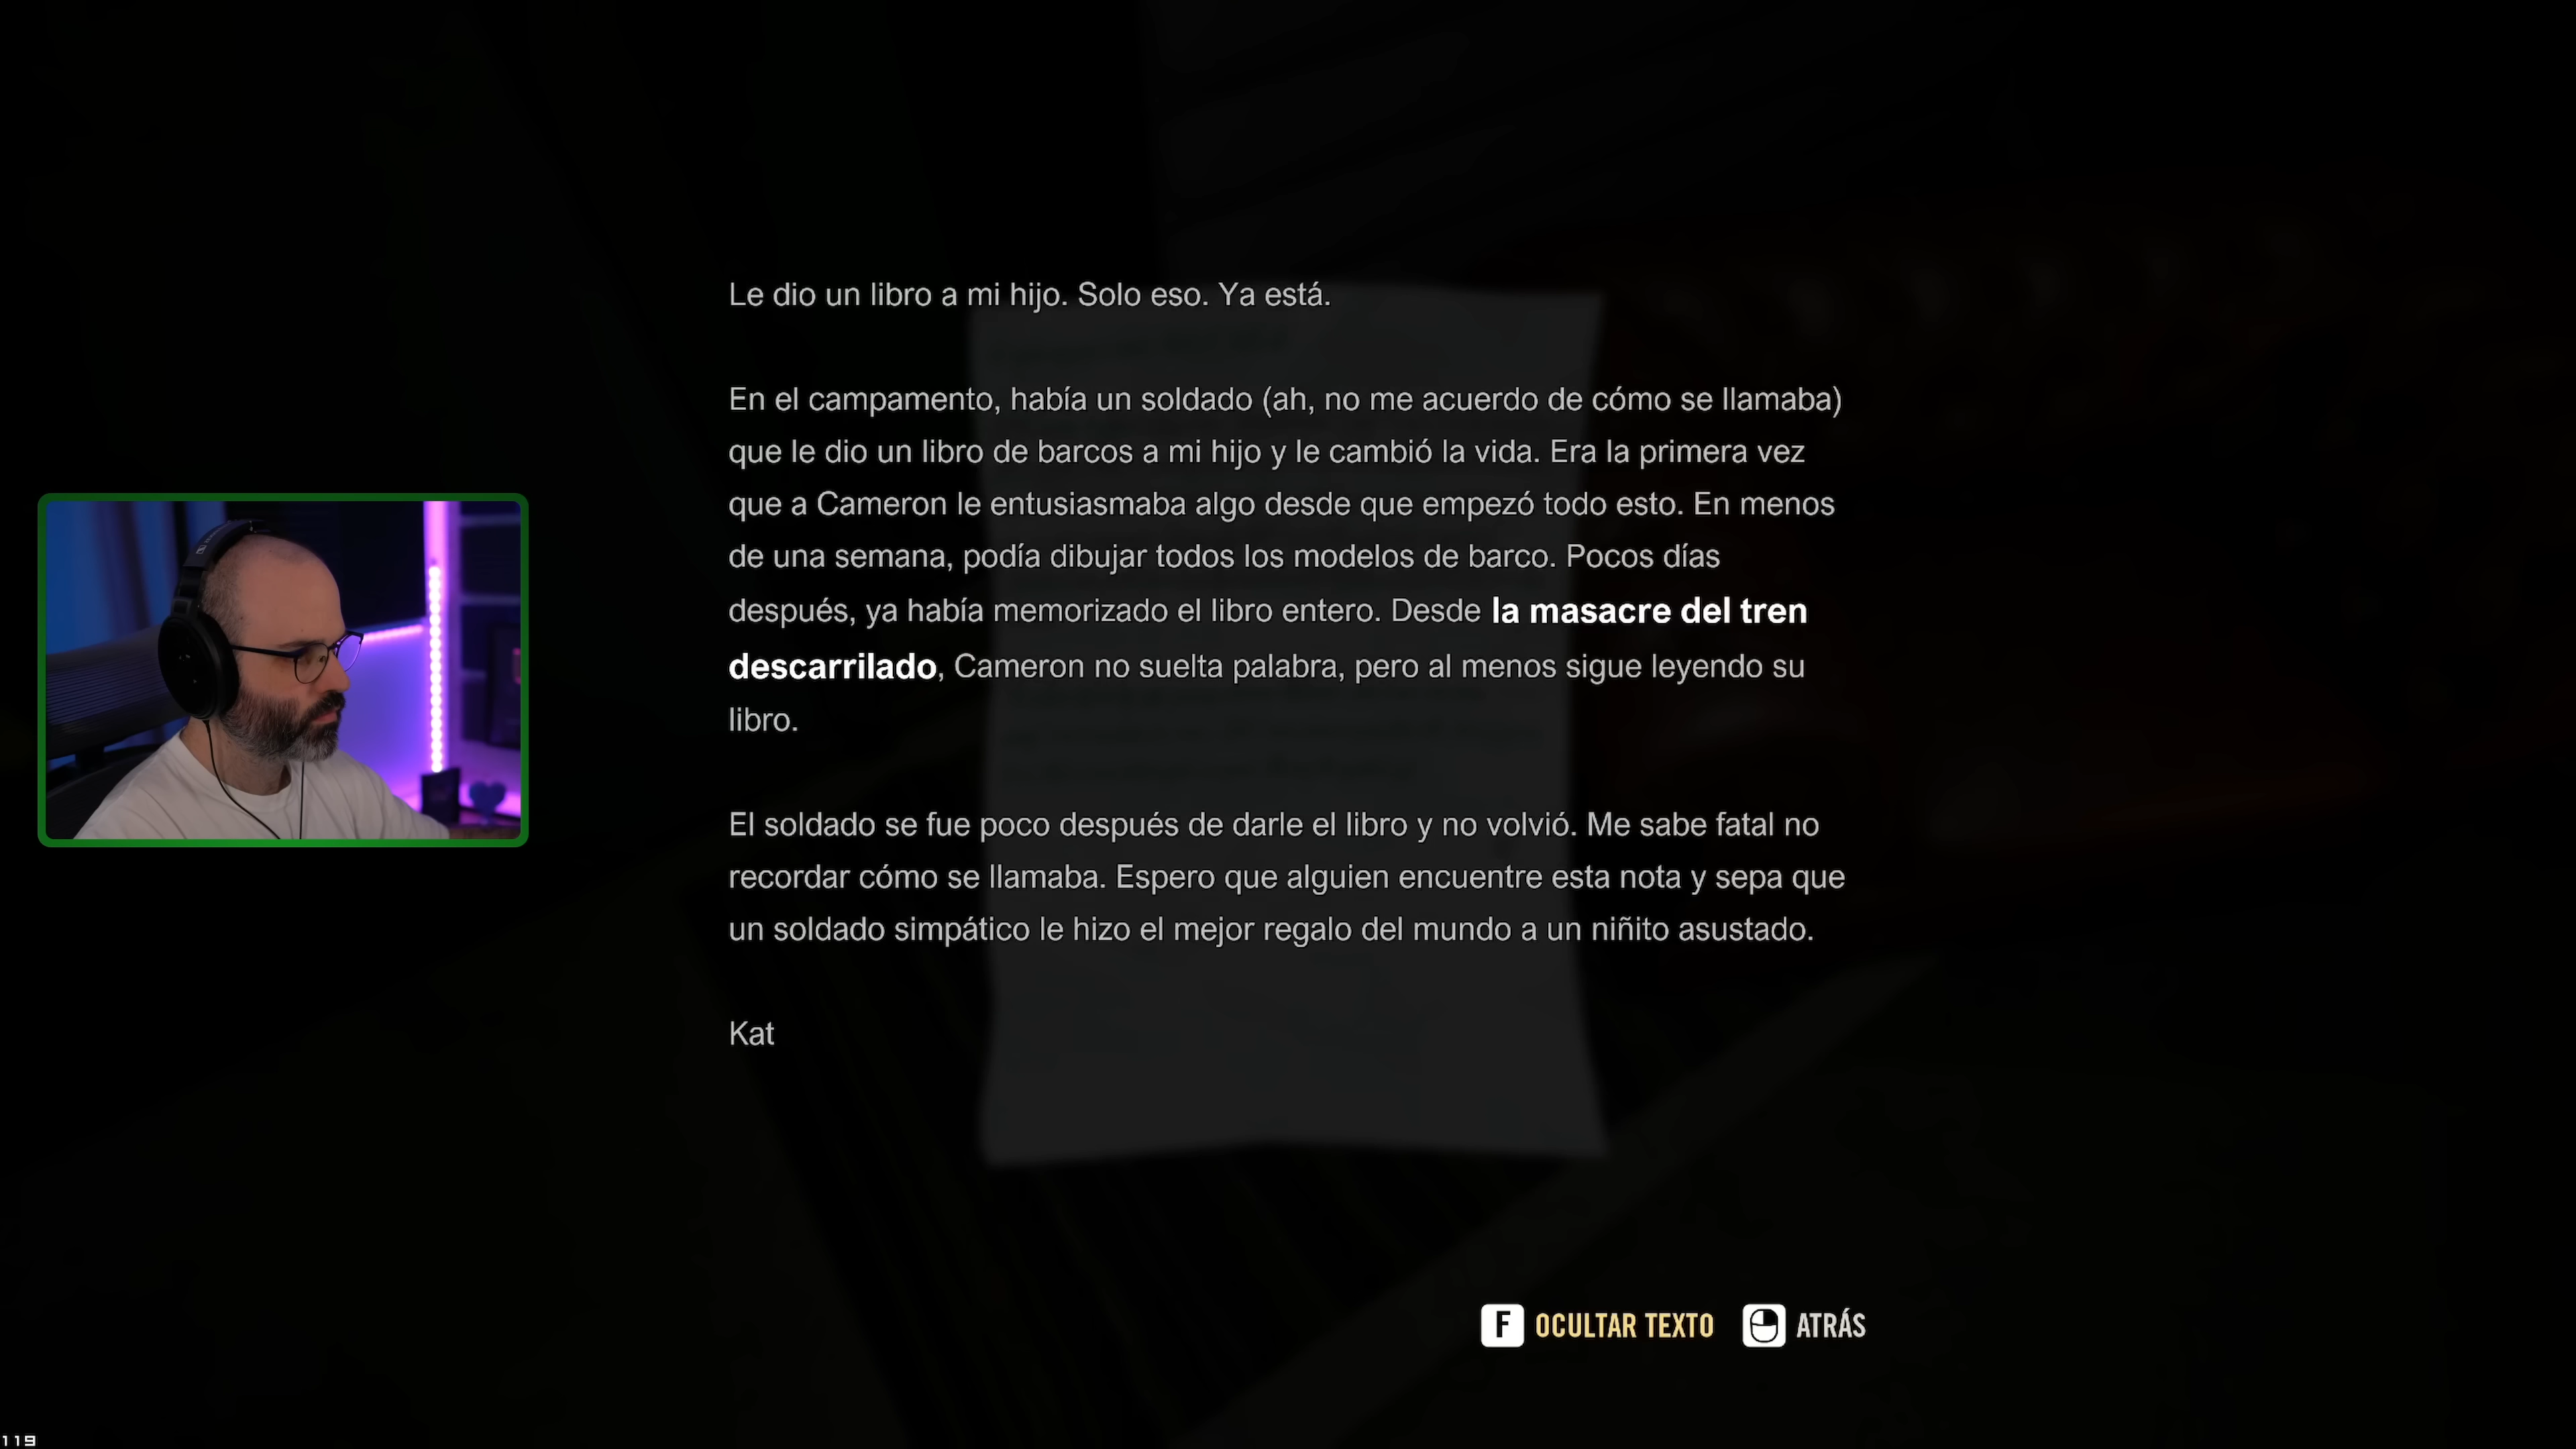 Le dio un libro a mi hijo. Solo eso. Ya está.
En el campamento, había un soldado (ah, no me acuerdo de cómo se llamaba)
que le dio un libro de barcos a mi hijo y le cambió la vida. Era la primera vez
que a Cameron le entusiasmaba algo desde que empezó todo esto. En menos
de una semana, podía dibujar todos los modelos de barco. Pocos días
después, ya había memorizado el libro entero. Desde la masacre del tren
descarrilado, Cameron no suelta palabra, pero al menos sigue leyendo su
libro.
El soldado se fue poco después de darle el libro y no volvió. Me sabe fatal no
recordar cómo se llamaba. Espero que alguien encuentre esta nota y sepa que
un soldado simpático le hizo el mejor regalo del mundo a un niñito asustado.
Kat
F OCULTAR TEXTO ATRÁS
119